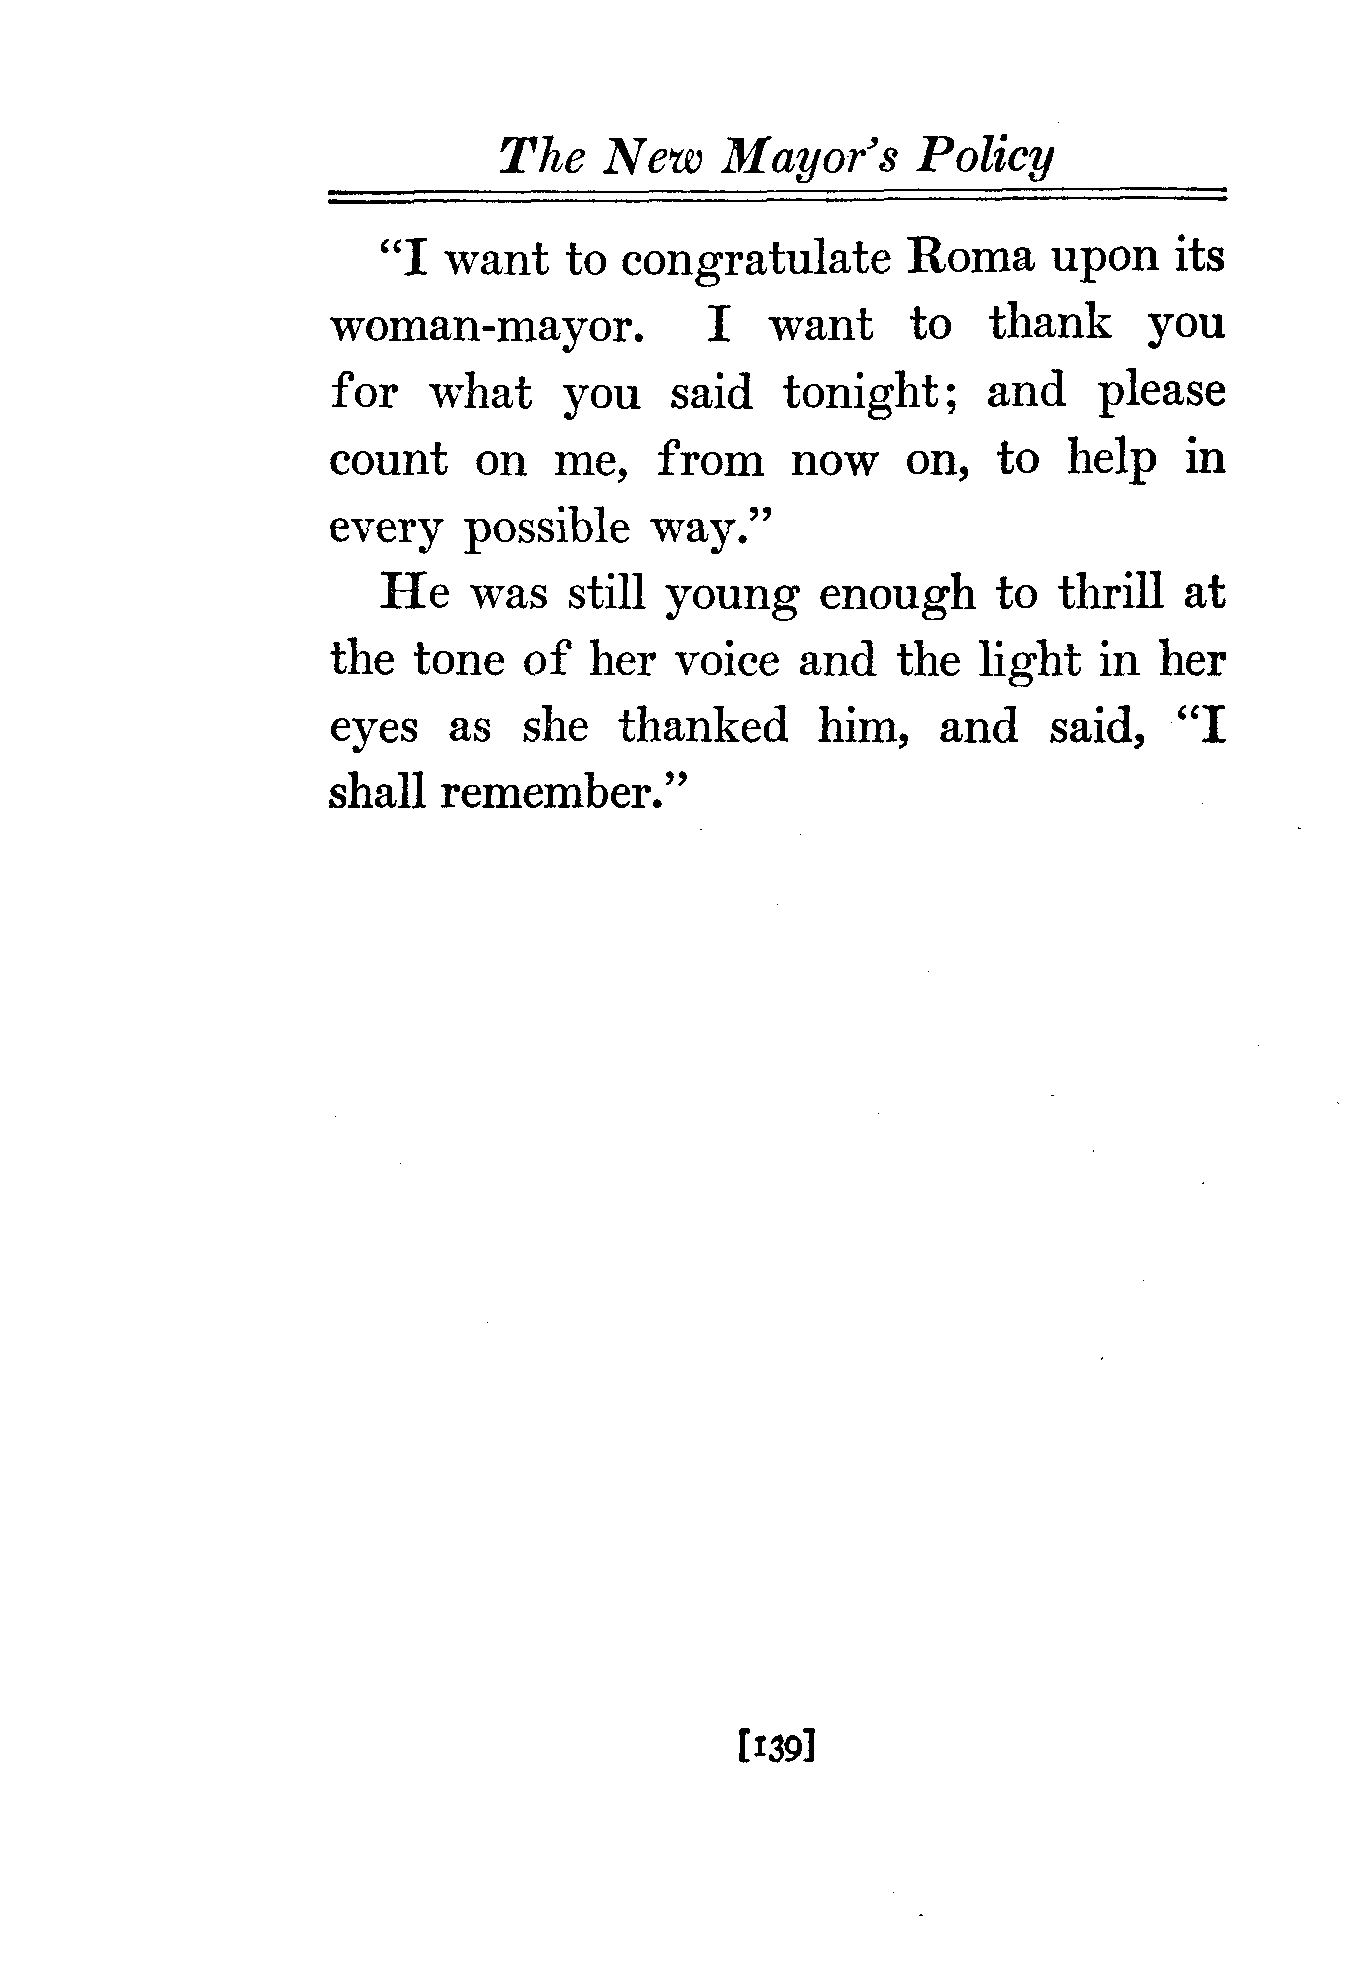 The New Mayor's Policy
“I want to congratulate Roma upon its
woman-mayor. I want to thank you
for what you said tonight; and please
count on me, from now on, to help in
every possible way.”
He was still young enough to thrill at
the tone of her voice and the light in her
eyes as she thanked him, and said, “I
shall remember.”
[139]